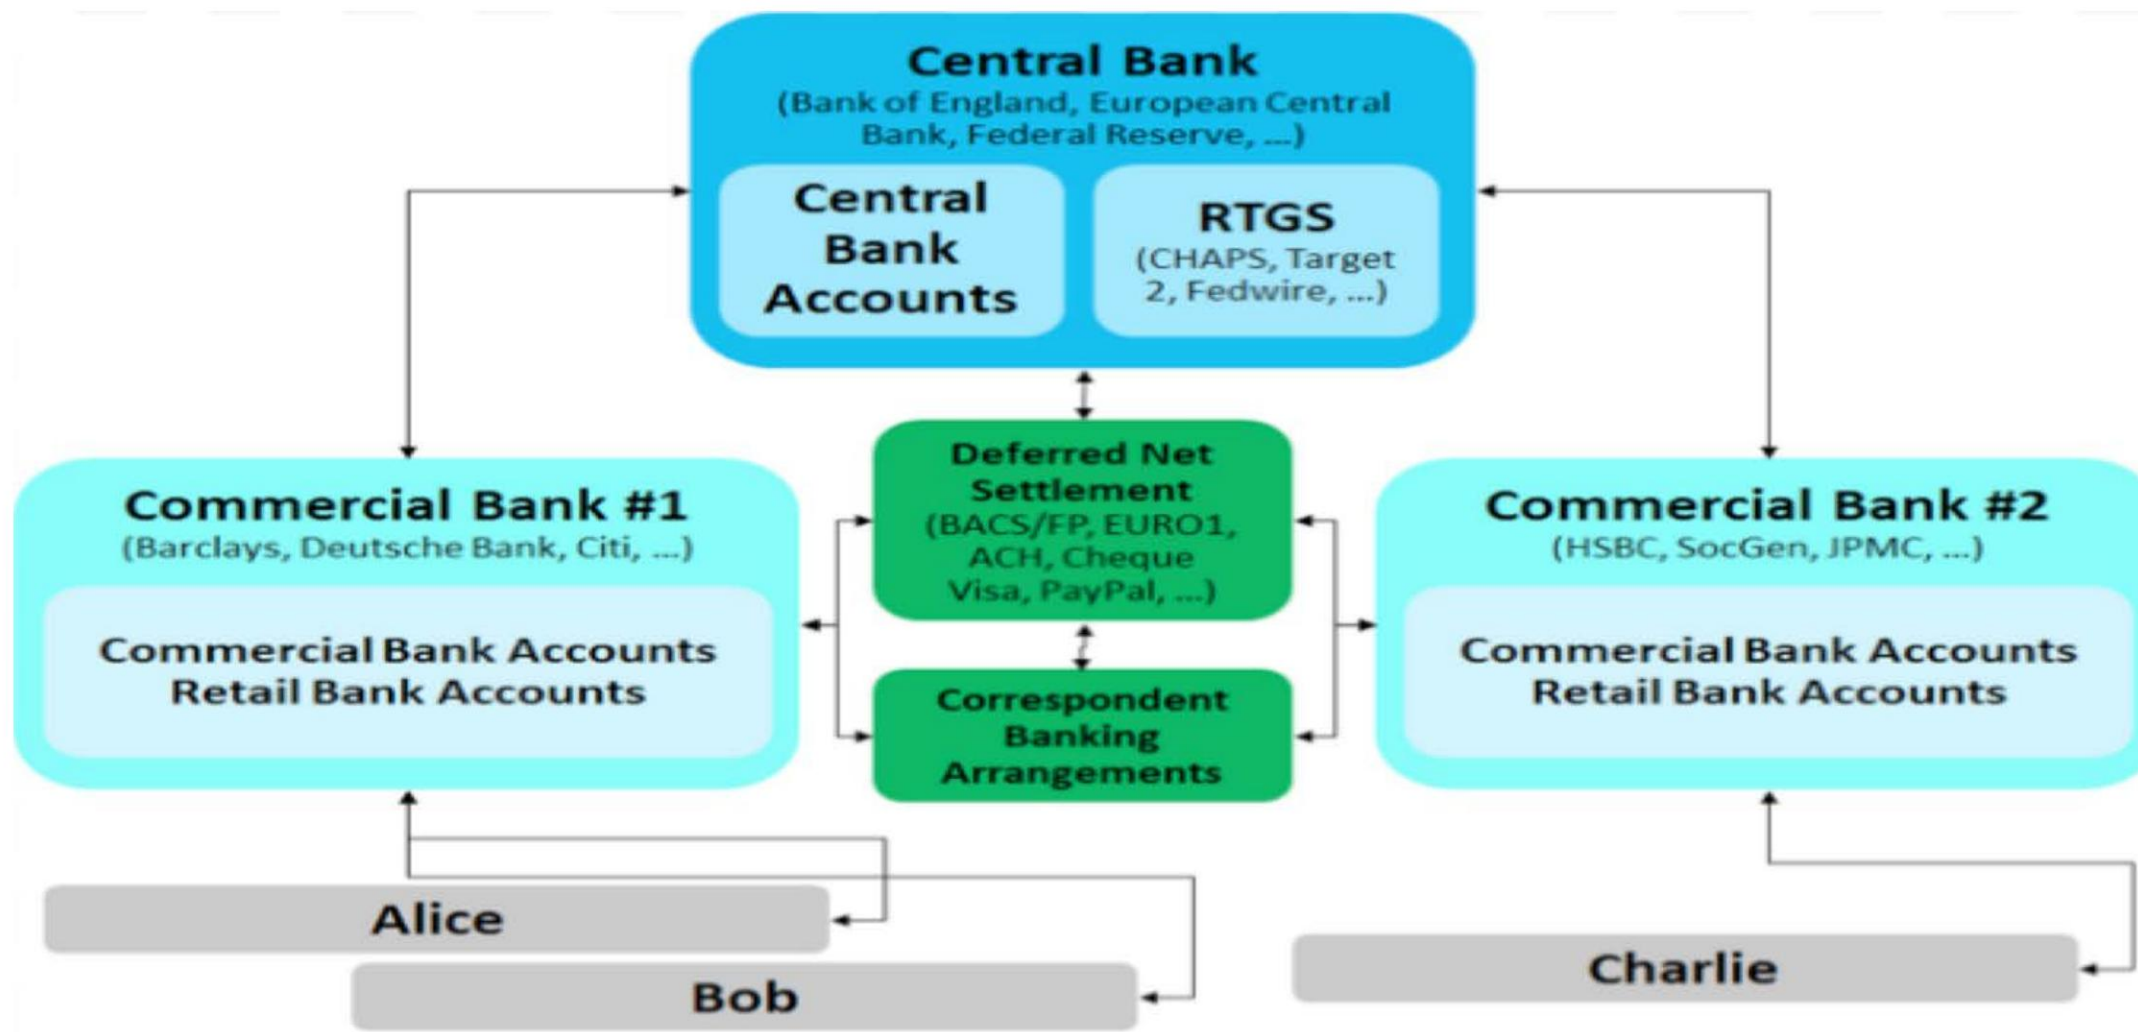 Central Bank
(Bank of England, European Central
Bank, Federal Reserve, ...)
Central
Bank
Accounts
RTGS
(CHAPS, Target
2, Fedwire, ...)
Deferred Net
Settlement
(BACS/FP, EURO1,
ACH, Cheque
Visa, PayPal, ...)
Commercial Bank #1
(Barclays, Deutsche Bank, Citi, ...)
Commercial Bank Accounts
Retail Bank Accounts
Commercial Bank #2
(HSBC, SocGen, JPMC, ...)
Commercial Bank Accounts
Retail Bank Accounts
Correspondent
Banking
Arrangements
Alice
Bob
Charlie